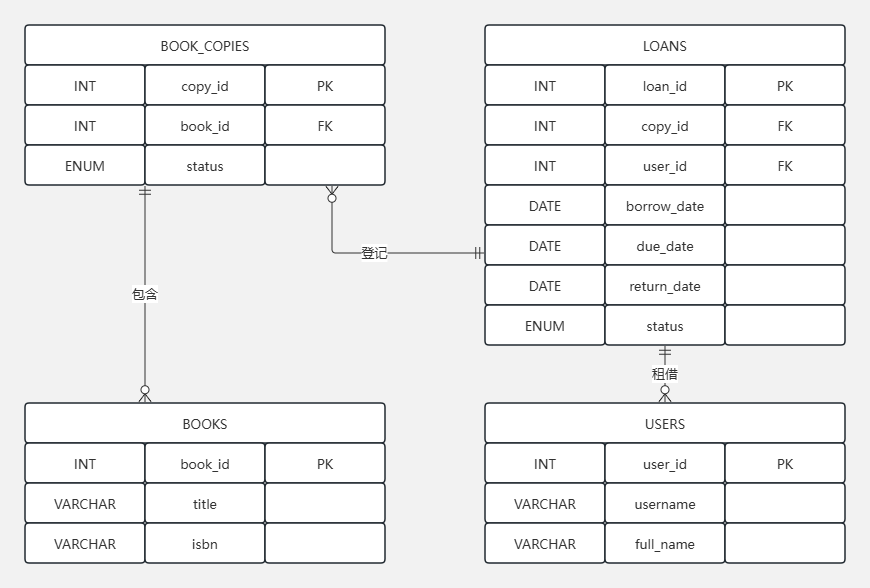 BOOK_COPIES
INT copy_id PK
INT book_id FK
ENUM status
LOANS
INT loan_id PK
INT copy_id FK
INT user_id FK
DATE borrow_date
DATE due_date
DATE return_date
ENUM status
登记
包含
租借
BOOKS
INT book_id PK
VARCHAR title
VARCHAR isbn
USERS
INT user_id PK
VARCHAR username
VARCHAR full_name